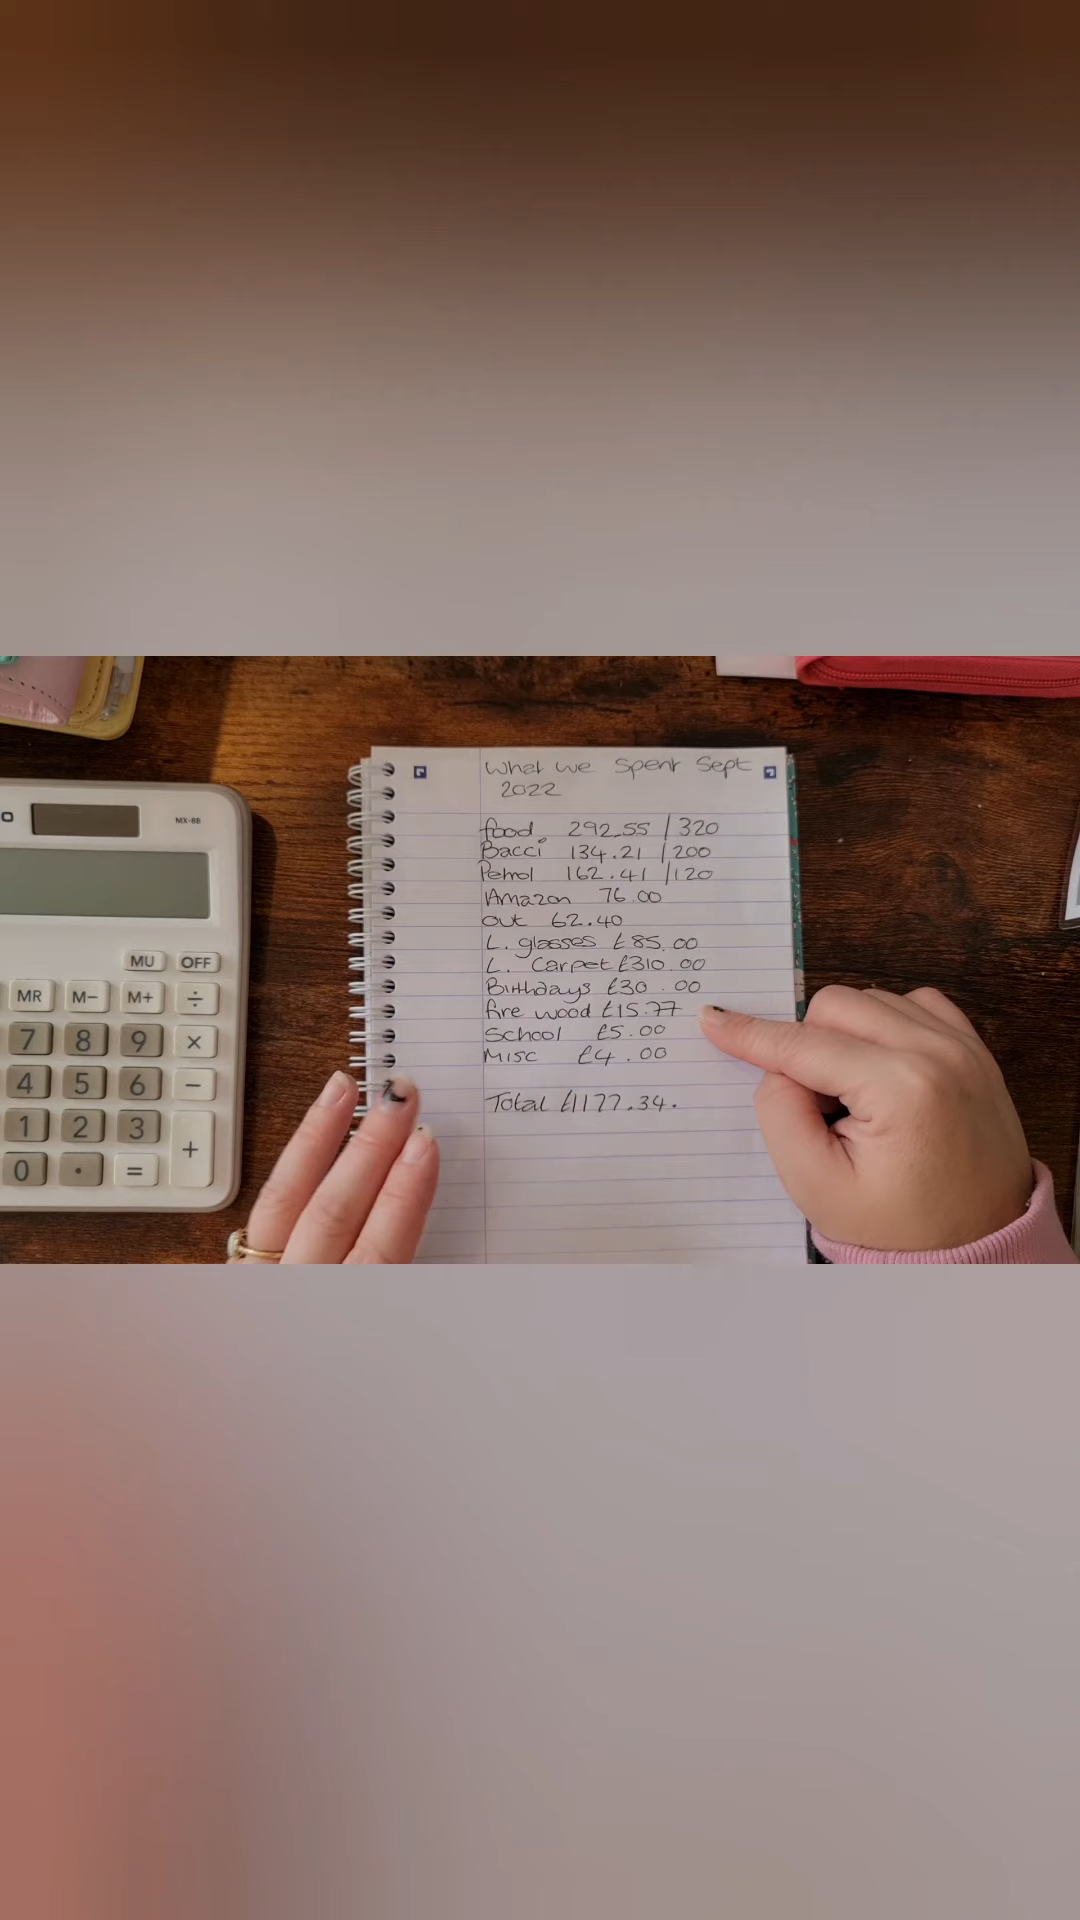 What we Spent Sept
2022
food. 292.55 / 320
Bacci 134.21 / 200
Petrol 162.41 / 120
Amazon 76.00
out 62.40
L. glasses £85.00
L. Carpet £310.00
Birthdays £30.00
fire wood £15.77
School £5.00
Misc £4.00
Total £1177.34.
MX-8B
MU OFF
MR M- M+ ÷
7 8 9 ×
4 5 6 −
1 2 3 +
0 . =